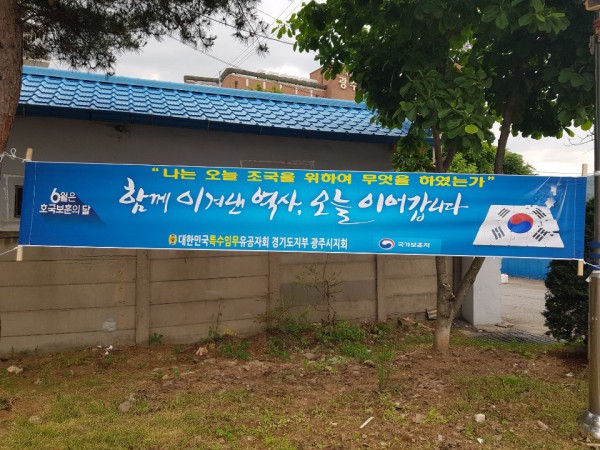 광주
"나는 오늘 조국을 위하여 무엇을 하였는가"
6월은
호국보훈의 달
함께 이겨낸 역사, 오늘 이어갑니다
대한민국특수임무유공자회 경기도지부 광주시지회
국가보훈처